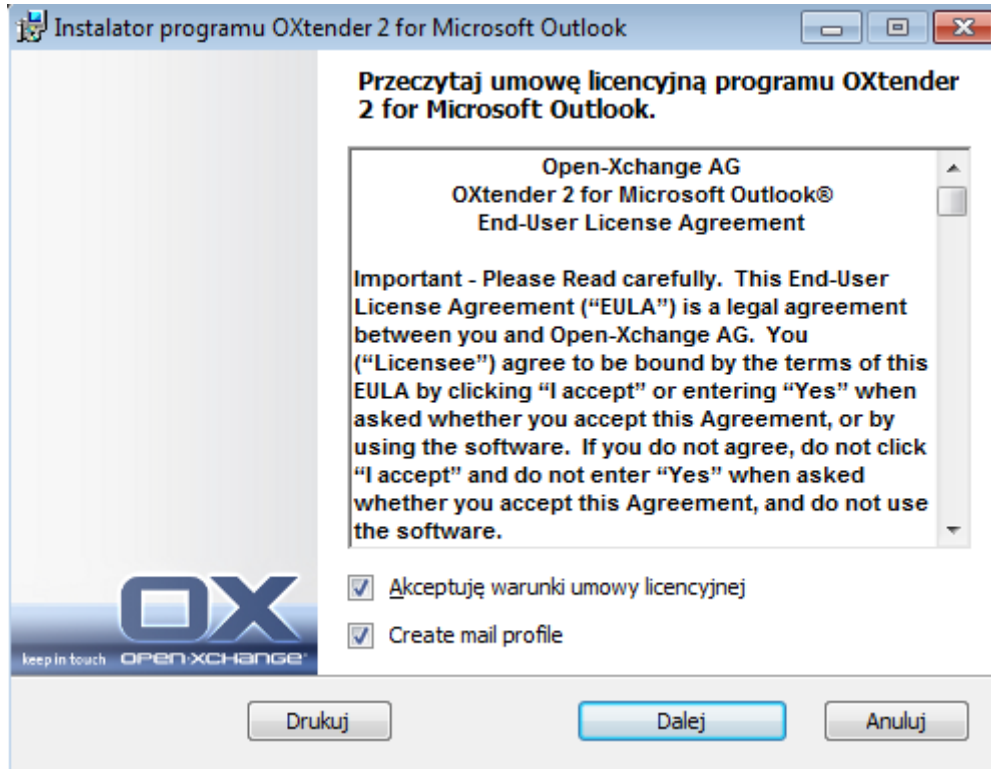 Instalator programu OXtender 2 for Microsoft Outlook
Przeczytaj umowę licencyjną programu OXtender
2 for Microsoft Outlook.
Open-Xchange AG
OXtender 2 for Microsoft Outlook®
End-User License Agreement
Important - Please Read carefully.  This End-User
License Agreement (“EULA”) is a legal agreement
between you and Open-Xchange AG.  You
(“Licensee”) agree to be bound by the terms of this
EULA by clicking “I accept” or entering “Yes” when
asked whether you accept this Agreement, or by
using the software.  If you do not agree, do not click
“I accept” and do not enter “Yes” when asked
whether you accept this Agreement, and do not use
the software.
Akceptuję warunki umowy licencyjnej
Create mail profile
OX
keep in touch OPEN-XCHANGE
Drukuj Dalej Anuluj